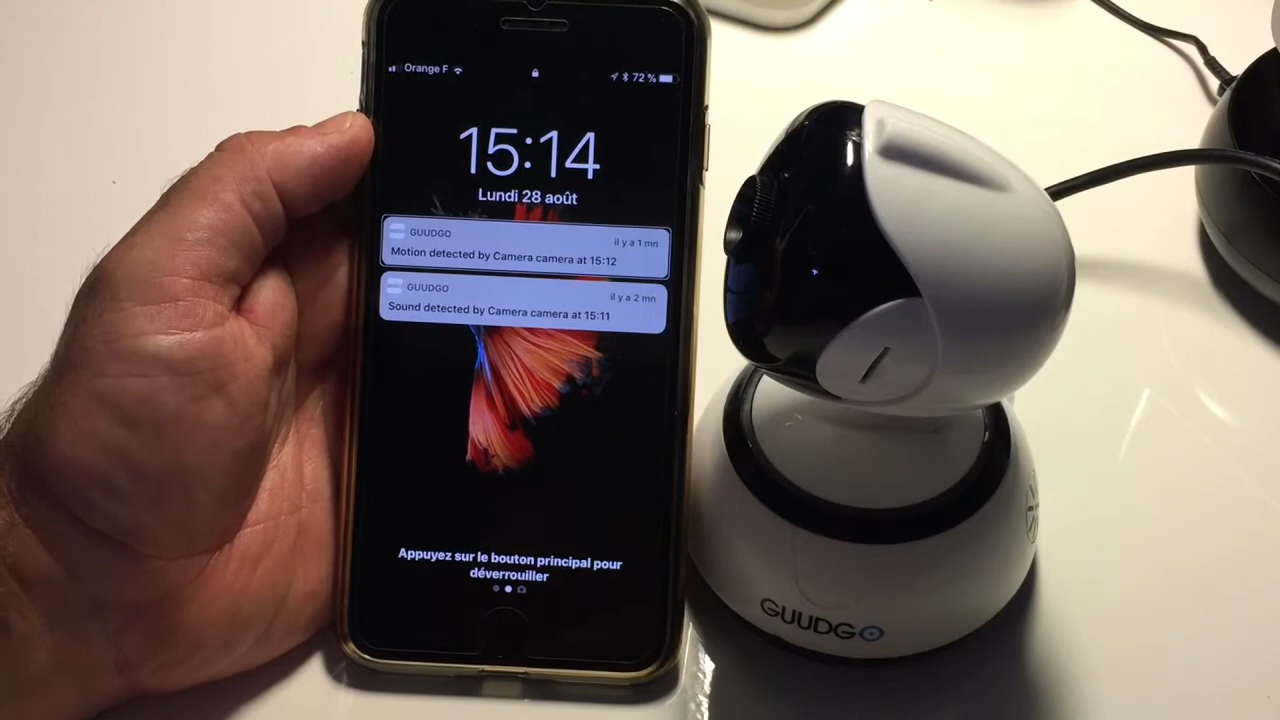 Orange F
72 %
15:14
Lundi 28 août
GUUDGO
il y a 1 mn
Motion detected by Camera camera at 15:12
GUUDGO
il y a 2 mn
Sound detected by Camera camera at 15:11
Appuyez sur le bouton principal pour
déverrouiller
GUUDGO